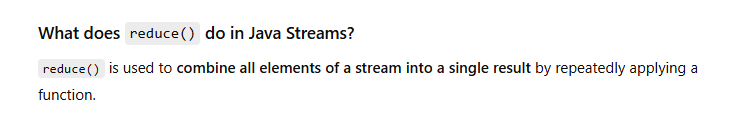 What does reduce() do in Java Streams?
reduce() is used to combine all elements of a stream into a single result by repeatedly applying a
function.